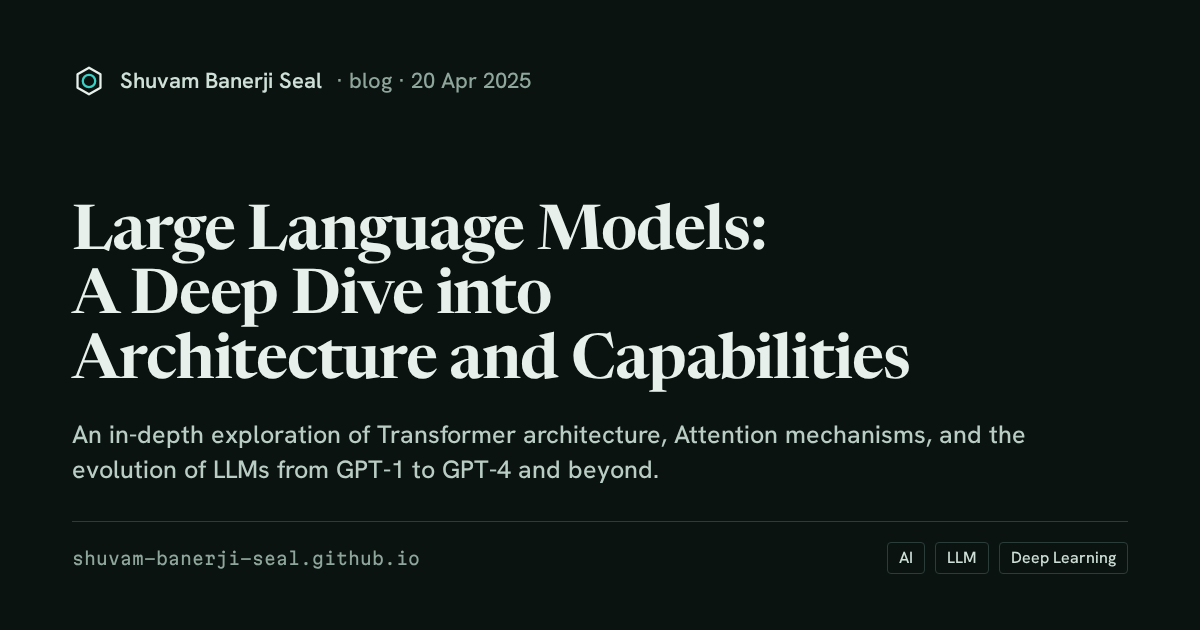 Shuvam Banerji Seal · blog · 20 Apr 2025
Large Language Models:
A Deep Dive into
Architecture and Capabilities
An in-depth exploration of Transformer architecture, Attention mechanisms, and the
evolution of LLMs from GPT-1 to GPT-4 and beyond.
shuvam-banerji-seal.github.io
AI LLM Deep Learning